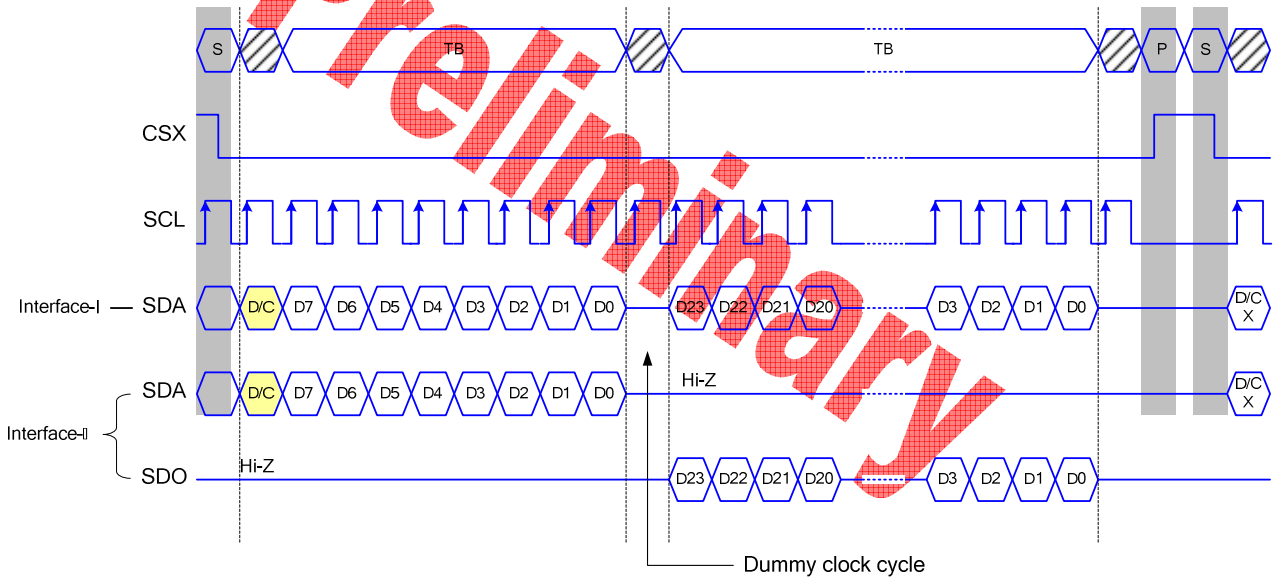 S TB TB P S
CSX
SCL
Interface-I SDA D/C D7 D6 D5 D4 D3 D2 D1 D0 D23 D22 D21 D20 D3 D2 D1 D0 D/C X
SDA D/C D7 D6 D5 D4 D3 D2 D1 D0 Hi-Z D/C X
Interface-▯
SDO Hi-Z D23 D22 D21 D20 D3 D2 D1 D0
Dummy clock cycle
Preliminary